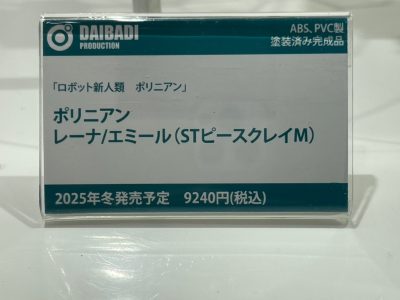 DAIBADI
PRODUCTION
ABS、PVC製
塗装済み完成品
「ロボット新人類　ポリニアン」
ポリニアン
レーナ/エミール（STピースクレイM）
2025年冬発売予定　9240円(税込)